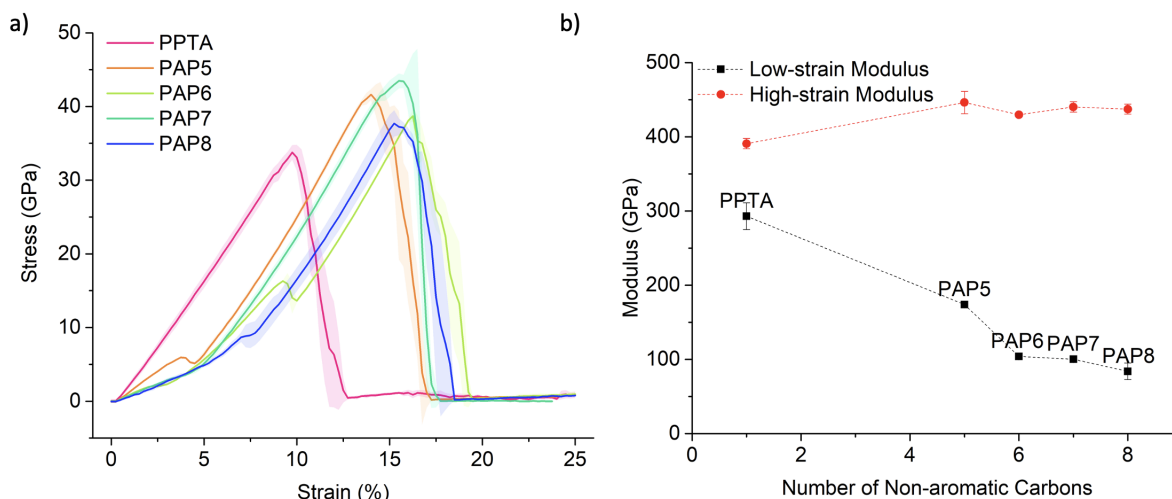 a)
PPTA
PAP5
PAP6
PAP7
PAP8
50
40
30
20
10
0
Stress (GPa)
0 5 10 15 20 25
Strain (%)
b)
Low-strain Modulus
High-strain Modulus
500
400
300
200
100
0
Modulus (GPa)
PPTA
PAP5
PAP6
PAP7
PAP8
0 2 4 6 8
Number of Non-aromatic Carbons